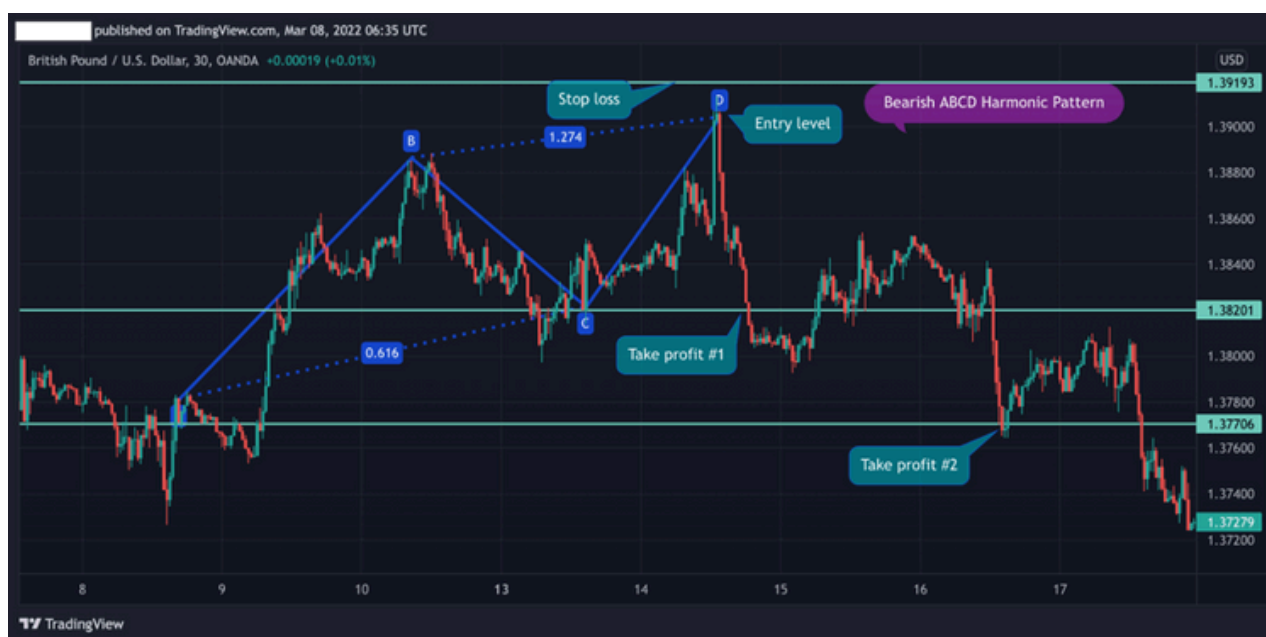 published on TradingView.com, Mar 08, 2022 06:35 UTC
British Pound / U.S. Dollar, 30, OANDA +0.00019 (+0.01%)
USD
1.39193
Stop loss
D
Bearish ABCD Harmonic Pattern
Entry level
1.39000
B
1.274
1.38800
1.38600
1.38400
1.38201
C
0.616
Take profit #1
1.38000
1.37800
1.37706
1.37600
Take profit #2
1.37400
1.37279
1.37200
8 9 10 13 14 15 16 17
TradingView